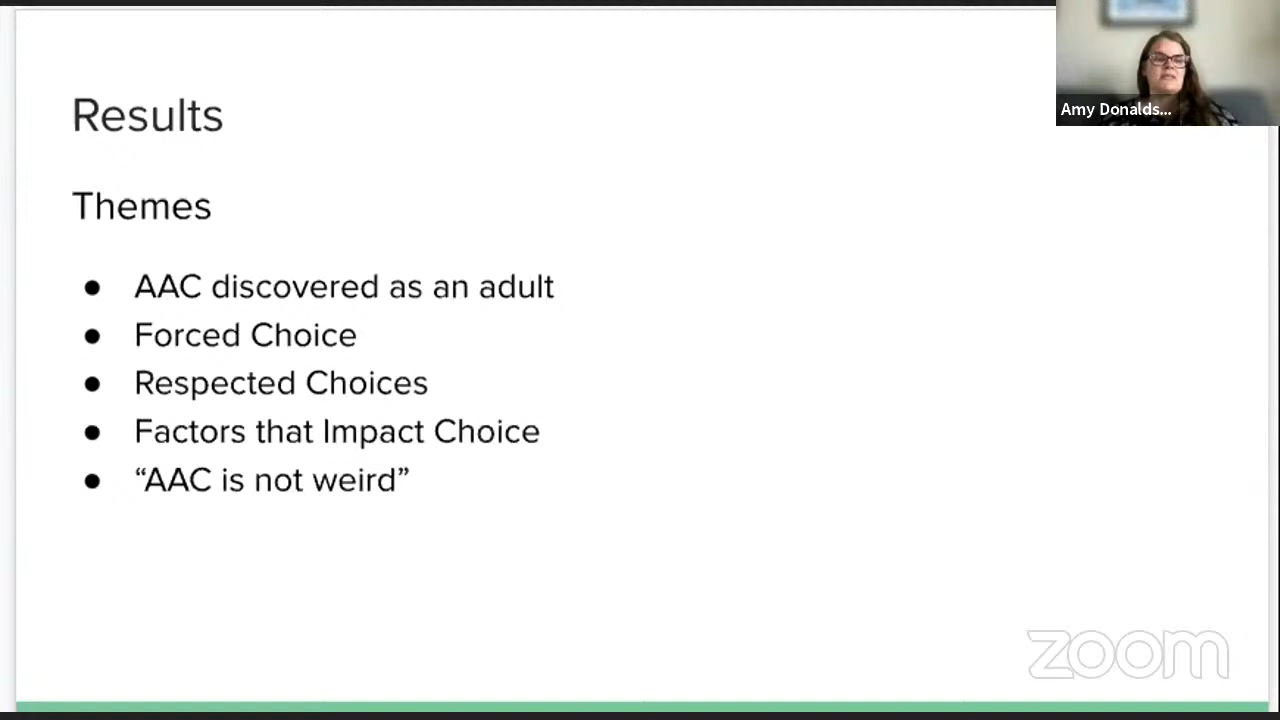 Results
Themes
● AAC discovered as an adult
● Forced Choice
● Respected Choices
● Factors that Impact Choice
● “AAC is not weird”
Amy Donalds...
zoom